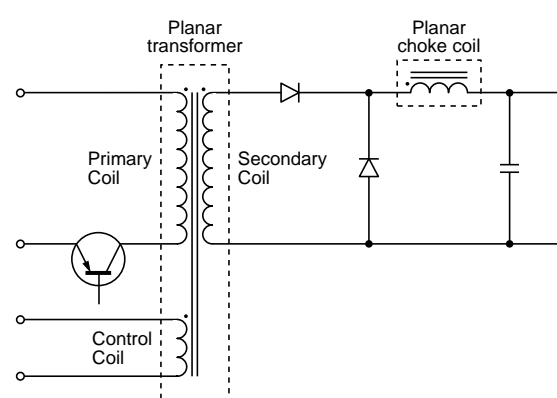 Planar
transformer
Planar
choke coil
Primary
Coil
Secondary
Coil
Control
Coil